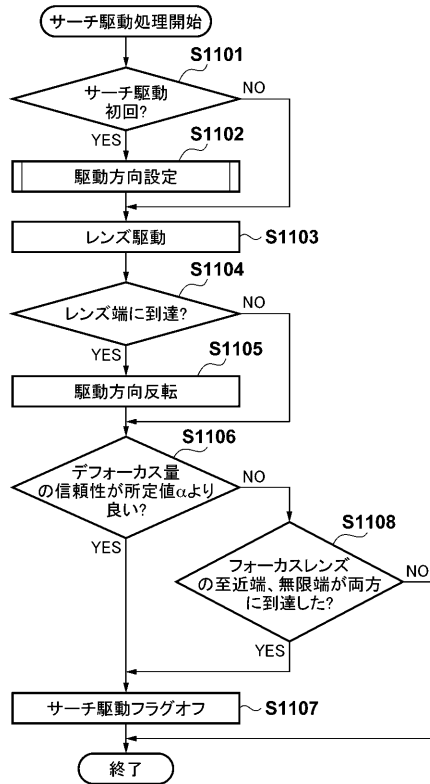 サーチ駆動処理開始
S1101
サーチ駆動
初回?
NO
YES
S1102
駆動方向設定
レンズ駆動
S1103
S1104
レンズ端に到達?
NO
YES
S1105
駆動方向反転
S1106
デフォーカス量
の信頼性が所定値αより
良い?
NO
YES
S1108
フォーカスレンズ
の至近端、無限端が両方
に到達した?
NO
YES
サーチ駆動フラグオフ
S1107
終了